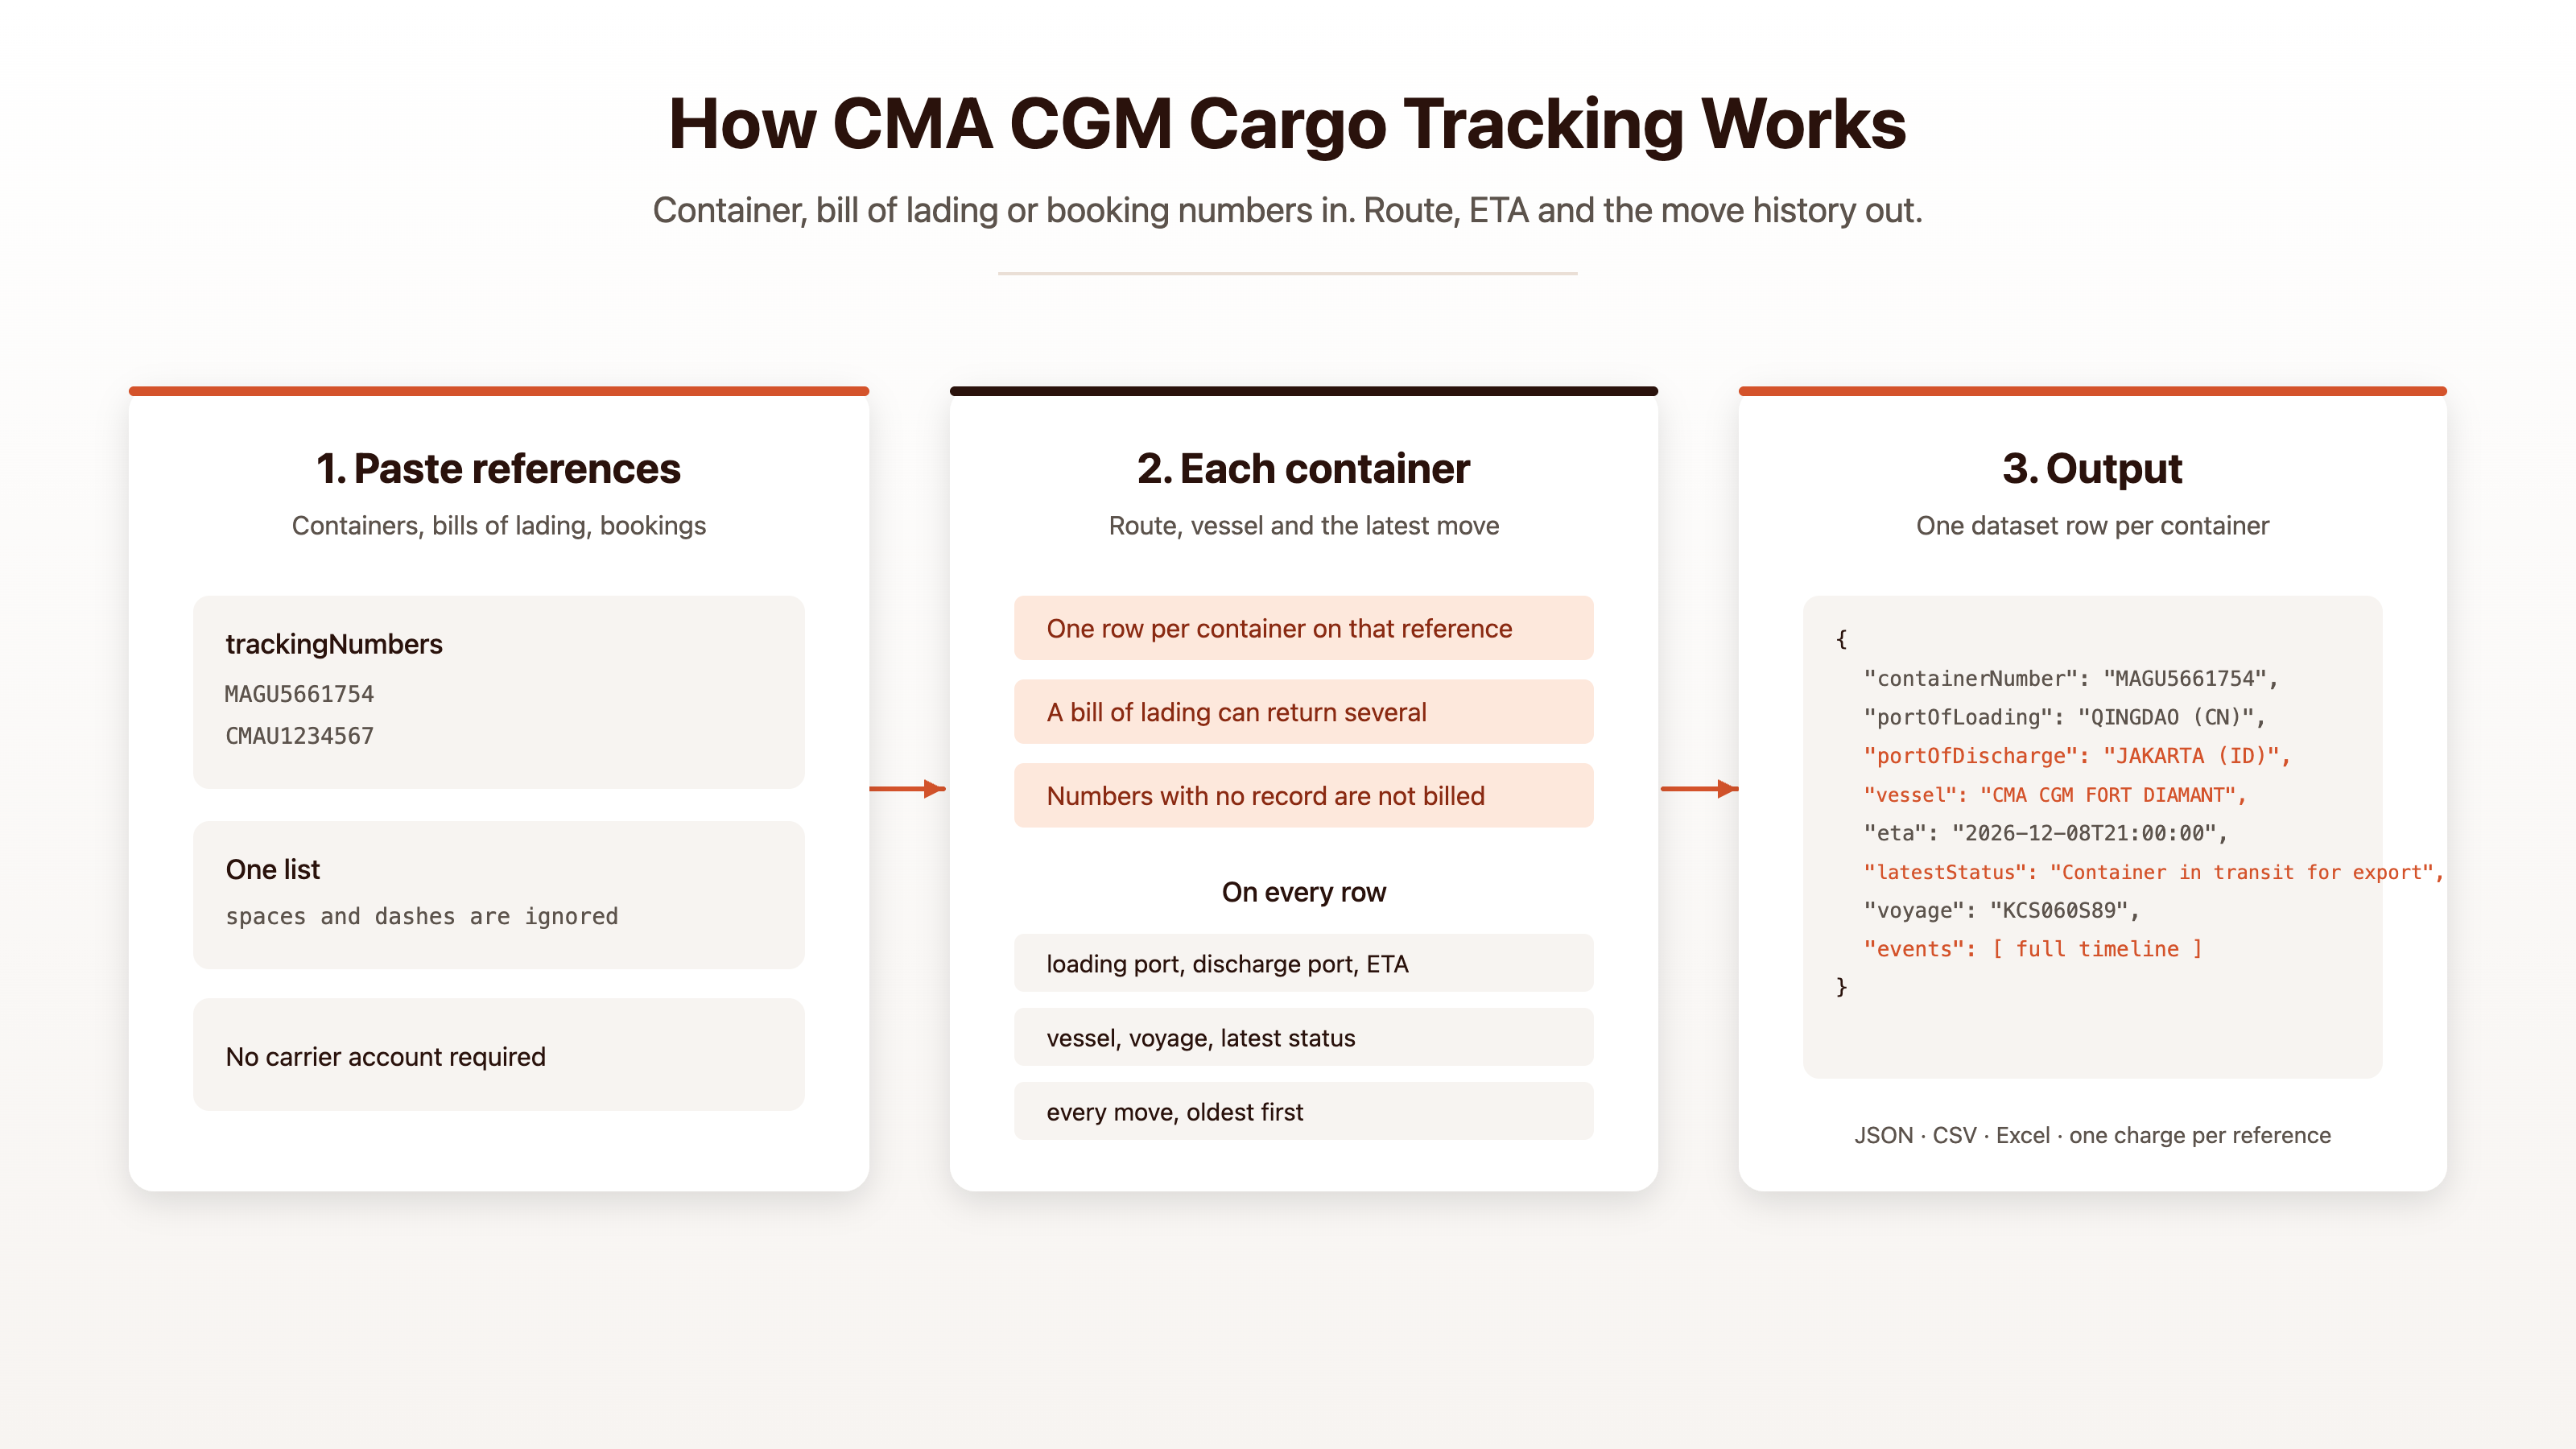 How CMA CGM Cargo Tracking Works
Container, bill of lading or booking numbers in. Route, ETA and the move history out.
1. Paste references
Containers, bills of lading, bookings
trackingNumbers
MAGU5661754
CMAU1234567
One list
spaces and dashes are ignored
No carrier account required
2. Each container
Route, vessel and the latest move
One row per container on that reference
A bill of lading can return several
Numbers with no record are not billed
On every row
loading port, discharge port, ETA
vessel, voyage, latest status
every move, oldest first
3. Output
One dataset row per container
{
"containerNumber": "MAGU5661754",
"portOfLoading": "QINGDAO (CN)",
"portOfDischarge": "JAKARTA (ID)",
"vessel": "CMA CGM FORT DIAMANT",
"eta": "2026-12-08T21:00:00",
"latestStatus": "Container in transit for export",
"voyage": "KCS060S89",
"events": [ full timeline ]
}
JSON · CSV · Excel · one charge per reference